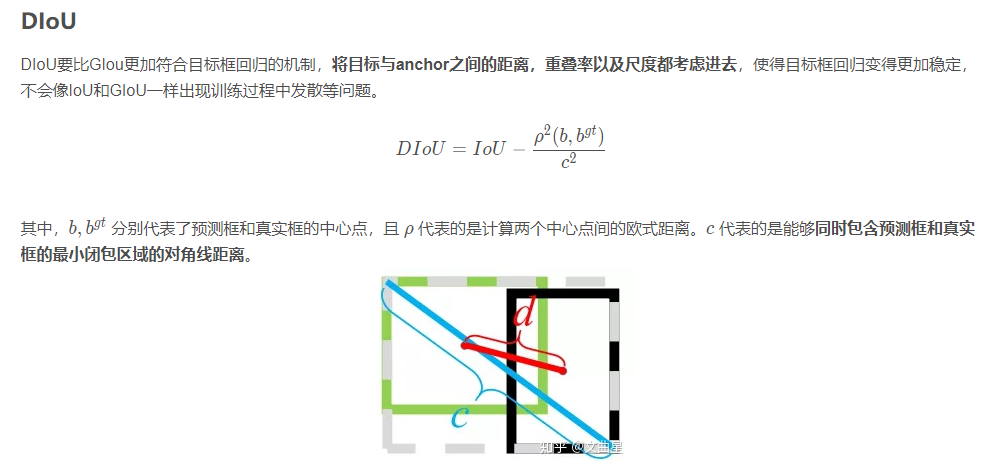 DIoU
DIoU要比GIou更加符合目标框回归的机制，将目标与anchor之间的距离，重叠率以及尺度都考虑进去，使得目标框回归变得更加稳定，
不会像IoU和GIoU一样出现训练过程中发散等问题。
DIoU = IoU − ρ²(b, b^{gt}) / c²
其中，b, b^{gt} 分别代表了预测框和真实框的中心点，且 ρ 代表的是计算两个中心点间的欧式距离。c 代表的是能够同时包含预测框和真实
框的最小闭包区域的对角线距离。
d
c
知乎 @文曲星